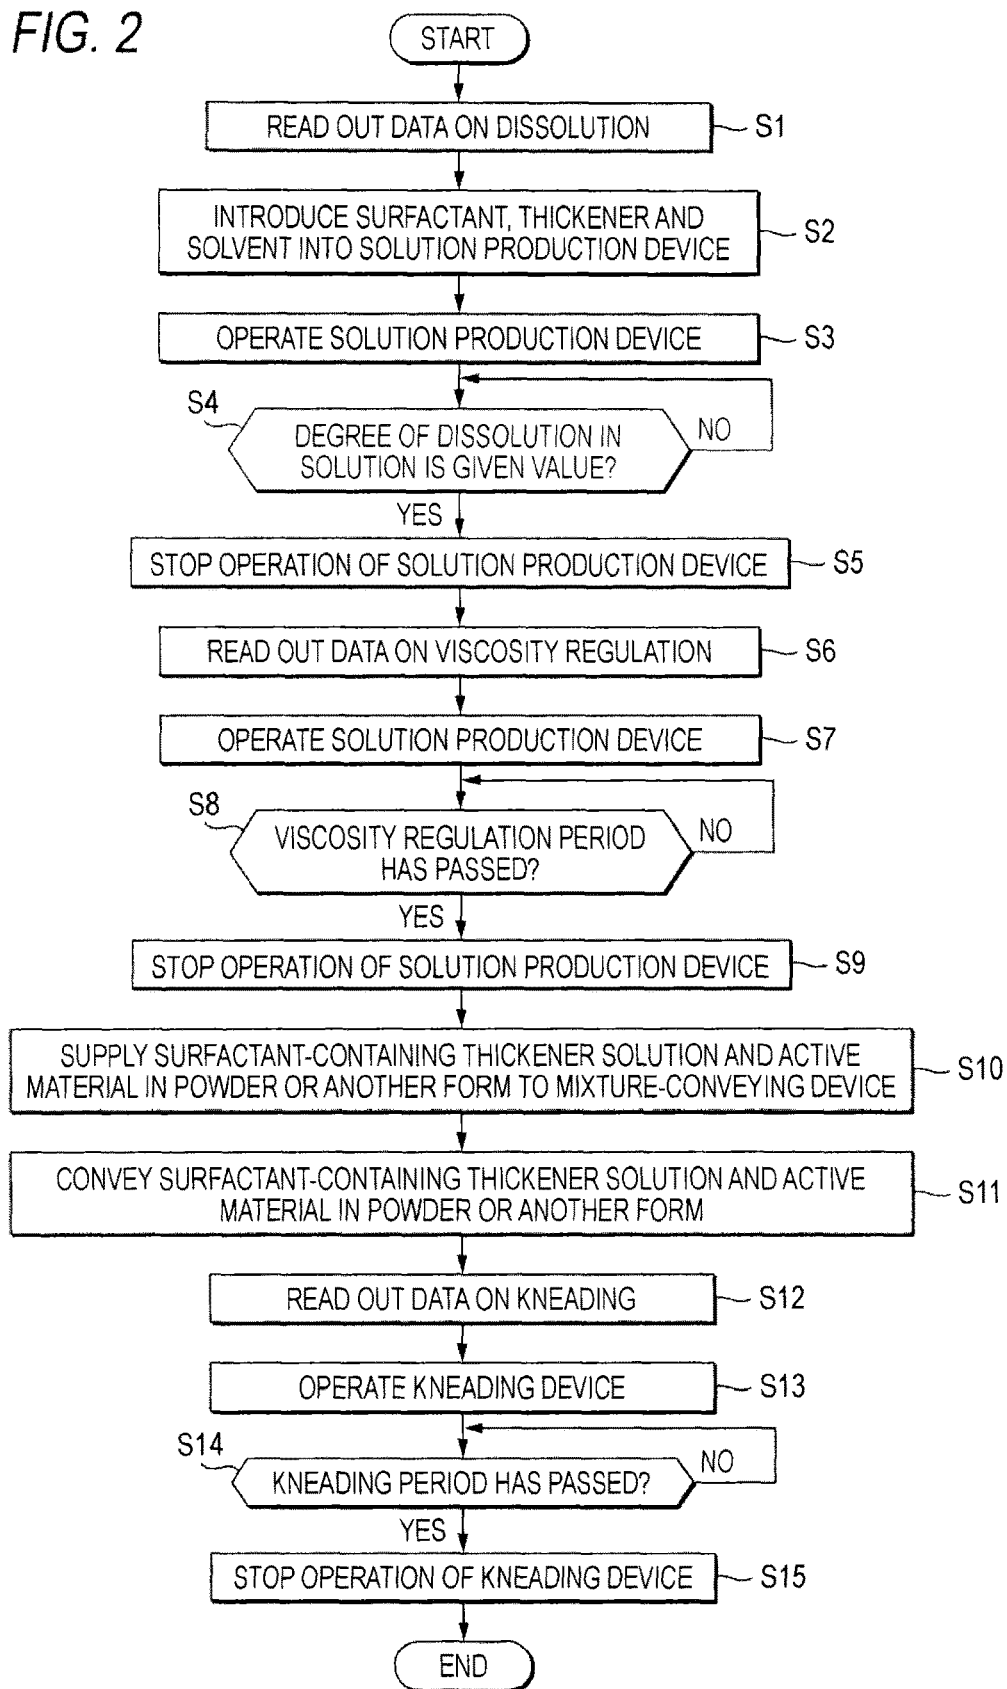 FIG. 2
START
READ OUT DATA ON DISSOLUTION
S1
INTRODUCE SURFACTANT, THICKENER AND
SOLVENT INTO SOLUTION PRODUCTION DEVICE
S2
OPERATE SOLUTION PRODUCTION DEVICE
S3
S4
DEGREE OF DISSOLUTION IN
SOLUTION IS GIVEN VALUE?
NO
YES
STOP OPERATION OF SOLUTION PRODUCTION DEVICE
S5
READ OUT DATA ON VISCOSITY REGULATION
S6
OPERATE SOLUTION PRODUCTION DEVICE
S7
S8
VISCOSITY REGULATION PERIOD
HAS PASSED?
NO
YES
STOP OPERATION OF SOLUTION PRODUCTION DEVICE
S9
SUPPLY SURFACTANT-CONTAINING THICKENER SOLUTION AND ACTIVE
MATERIAL IN POWDER OR ANOTHER FORM TO MIXTURE-CONVEYING DEVICE
S10
CONVEY SURFACTANT-CONTAINING THICKENER SOLUTION AND ACTIVE
MATERIAL IN POWDER OR ANOTHER FORM
S11
READ OUT DATA ON KNEADING
S12
OPERATE KNEADING DEVICE
S13
S14
KNEADING PERIOD HAS PASSED?
NO
YES
STOP OPERATION OF KNEADING DEVICE
S15
END